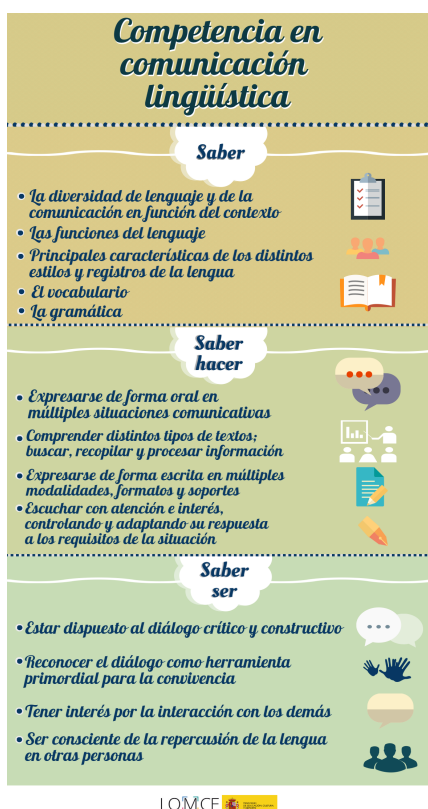 Competencia en
comunicación
lingüística
Saber
• La diversidad de lenguaje y de la
comunicación en función del contexto
• Las funciones del lenguaje
• Principales características de los distintos
estilos y registros de la lengua
• El vocabulario
• La gramática
Saber
hacer
• Expresarse de forma oral en
múltiples situaciones comunicativas
• Comprender distintos tipos de textos;
buscar, recopilar y procesar información
• Expresarse de forma escrita en múltiples
modalidades, formatos y soportes
• Escuchar con atención e interés,
controlando y adaptando su respuesta
a los requisitos de la situación
Saber
ser
• Estar dispuesto al diálogo crítico y constructivo
• Reconocer el diálogo como herramienta
primordial para la convivencia
• Tener interés por la interacción con los demás
• Ser consciente de la repercusión de la lengua
en otras personas
LOMCE